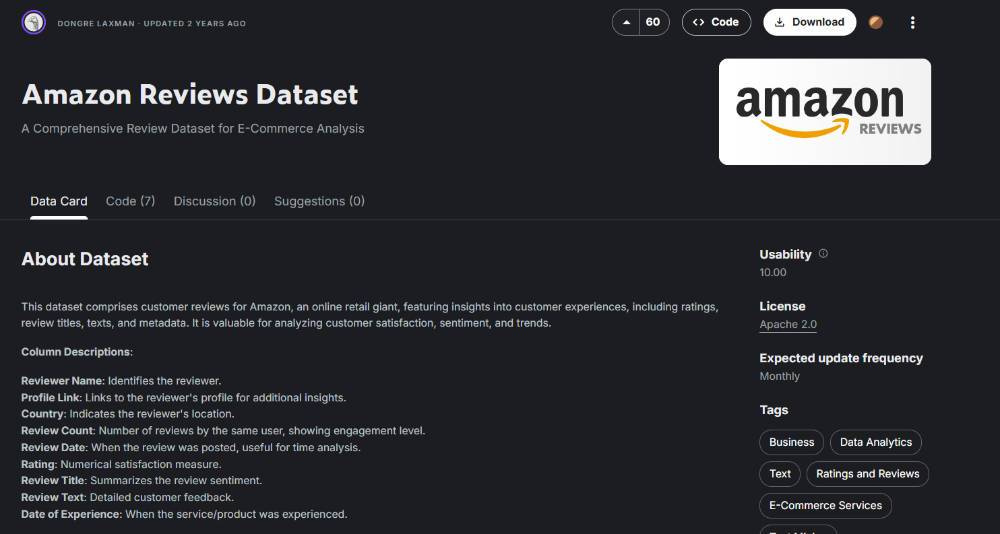 DONGRE LAXMAN · UPDATED 2 YEARS AGO
60
Code
Download
Amazon Reviews Dataset
A Comprehensive Review Dataset for E-Commerce Analysis
amazon
REVIEWS
Data Card
Code (7)
Discussion (0)
Suggestions (0)
About Dataset
This dataset comprises customer reviews for Amazon, an online retail giant, featuring insights into customer experiences, including ratings,
review titles, texts, and metadata. It is valuable for analyzing customer satisfaction, sentiment, and trends.
Column Descriptions:
Reviewer Name: Identifies the reviewer.
Profile Link: Links to the reviewer's profile for additional insights.
Country: Indicates the reviewer's location.
Review Count: Number of reviews by the same user, showing engagement level.
Review Date: When the review was posted, useful for time analysis.
Rating: Numerical satisfaction measure.
Review Title: Summarizes the review sentiment.
Review Text: Detailed customer feedback.
Date of Experience: When the service/product was experienced.
Usability
10.00
License
Apache 2.0
Expected update frequency
Monthly
Tags
Business
Data Analytics
Text
Ratings and Reviews
E-Commerce Services